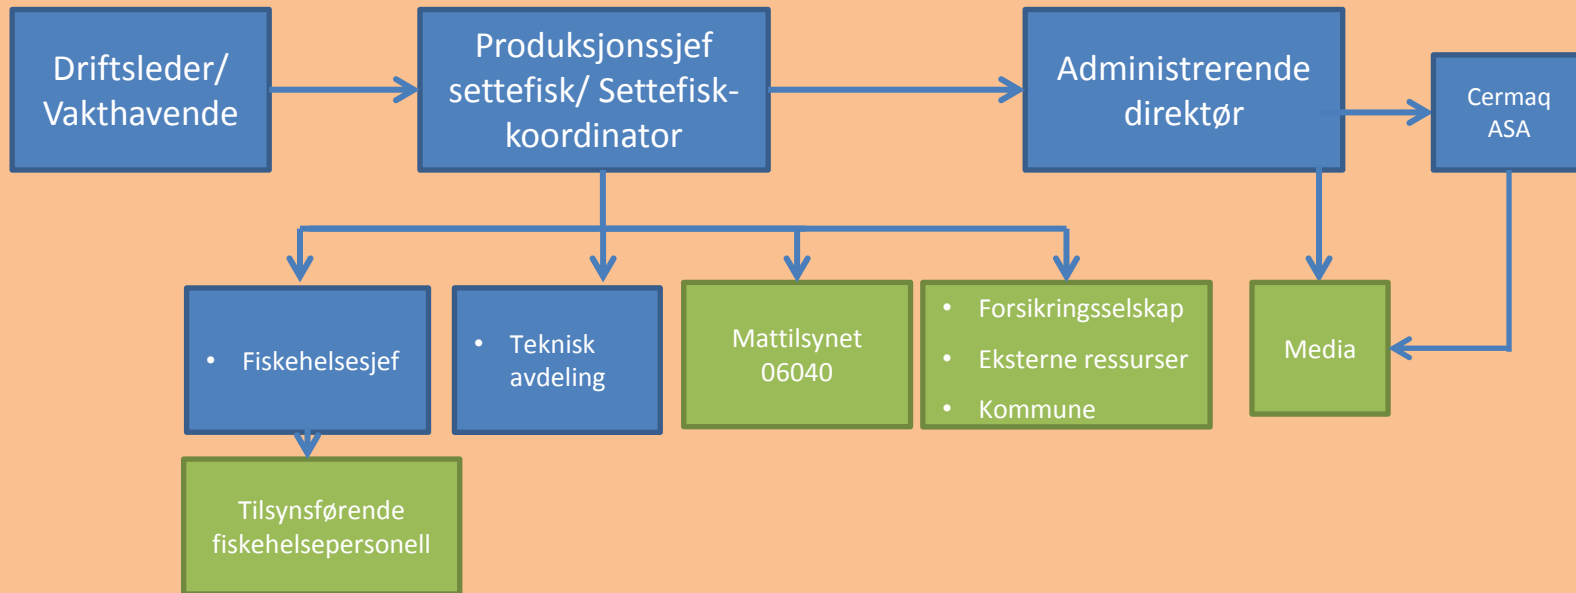 Driftsleder/
Vakthavende
Produksjonssjef
settefisk/ Settefisk-
koordinator
Administrerende
direktør
Cermaq
ASA
• Fiskehelsesjef
• Teknisk
avdeling
Mattilsynet
06040
• Forsikringsselskap
• Eksterne ressurser
• Kommune
Media
Tilsynsførende
fiskehelsepersonell